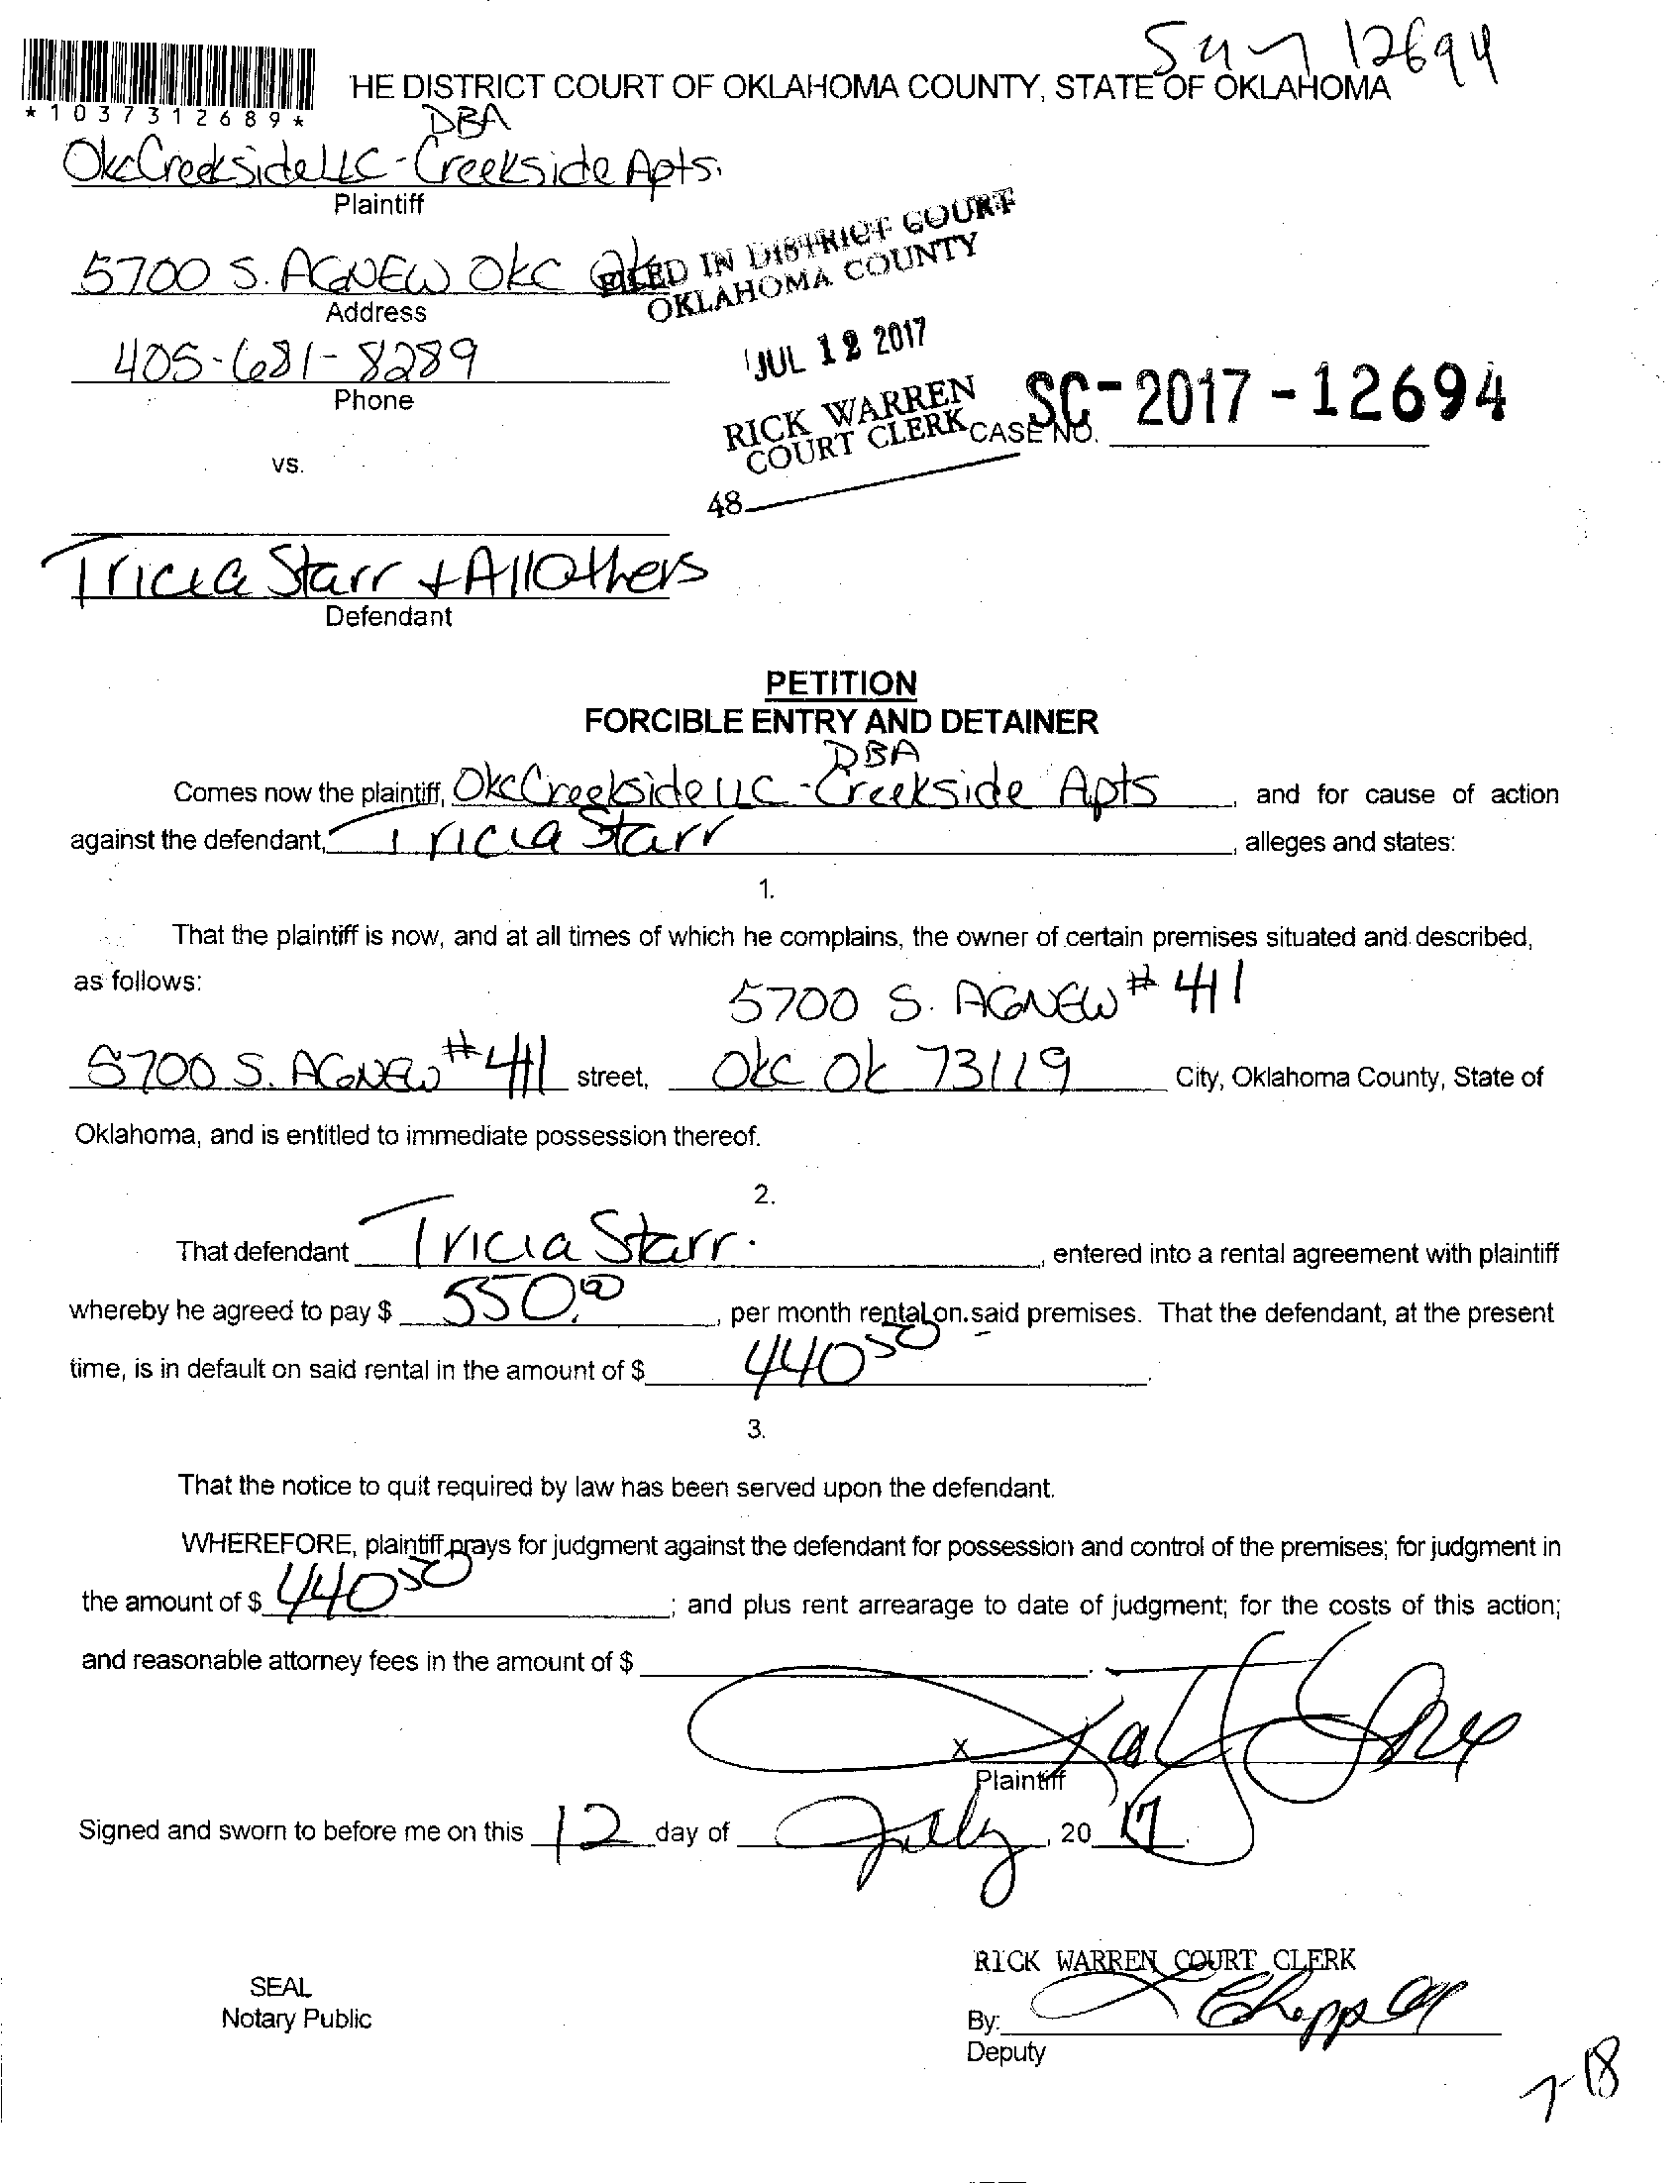 12694
HE DISTRICT COURT OF OKLAHOMA COUNTY, STATE OF OKLAHOMA
*1037312689*
DBA
OkcCreeksideLLC - Creekside Apts.
Plaintiff
5700 S. AGNEW OKC
Address
FILED IN DISTRICT COURT
OKLAHOMA COUNTY
405-681-8289
Phone
JUL 12 2017
RICK WARREN
COURT CLERK
CASE NO. SC-2017-12694
vs.
48
Tricia Starr + All Others
Defendant
PETITION
FORCIBLE ENTRY AND DETAINER
DBA
Comes now the plaintiff, OkcCreekside LLC - Creekside Apts, and for cause of action
against the defendant, Tricia Starr, alleges and states:
1.
That the plaintiff is now, and at all times of which he complains, the owner of certain premises situated and described,
as follows:
5700 S. AGNEW # 411
5700 S. AGNEW # 411 street, OKC OK 73119 City, Oklahoma County, State of
Oklahoma, and is entitled to immediate possession thereof.
2.
That defendant Tricia Starr., entered into a rental agreement with plaintiff
whereby he agreed to pay $ 550.00, per month rental on said premises. That the defendant, at the present
time, is in default on said rental in the amount of $ 440 50.
3.
That the notice to quit required by law has been served upon the defendant.
WHEREFORE, plaintiff prays for judgment against the defendant for possession and control of the premises; for judgment in
the amount of $ 440 50; and plus rent arrearage to date of judgment; for the costs of this action;
and reasonable attorney fees in the amount of $
X
Plaintiff
Signed and sworn to before me on this 12 day of July, 20 17.
RICK WARREN COURT CLERK
SEAL
Notary Public
By:
Deputy
7-18